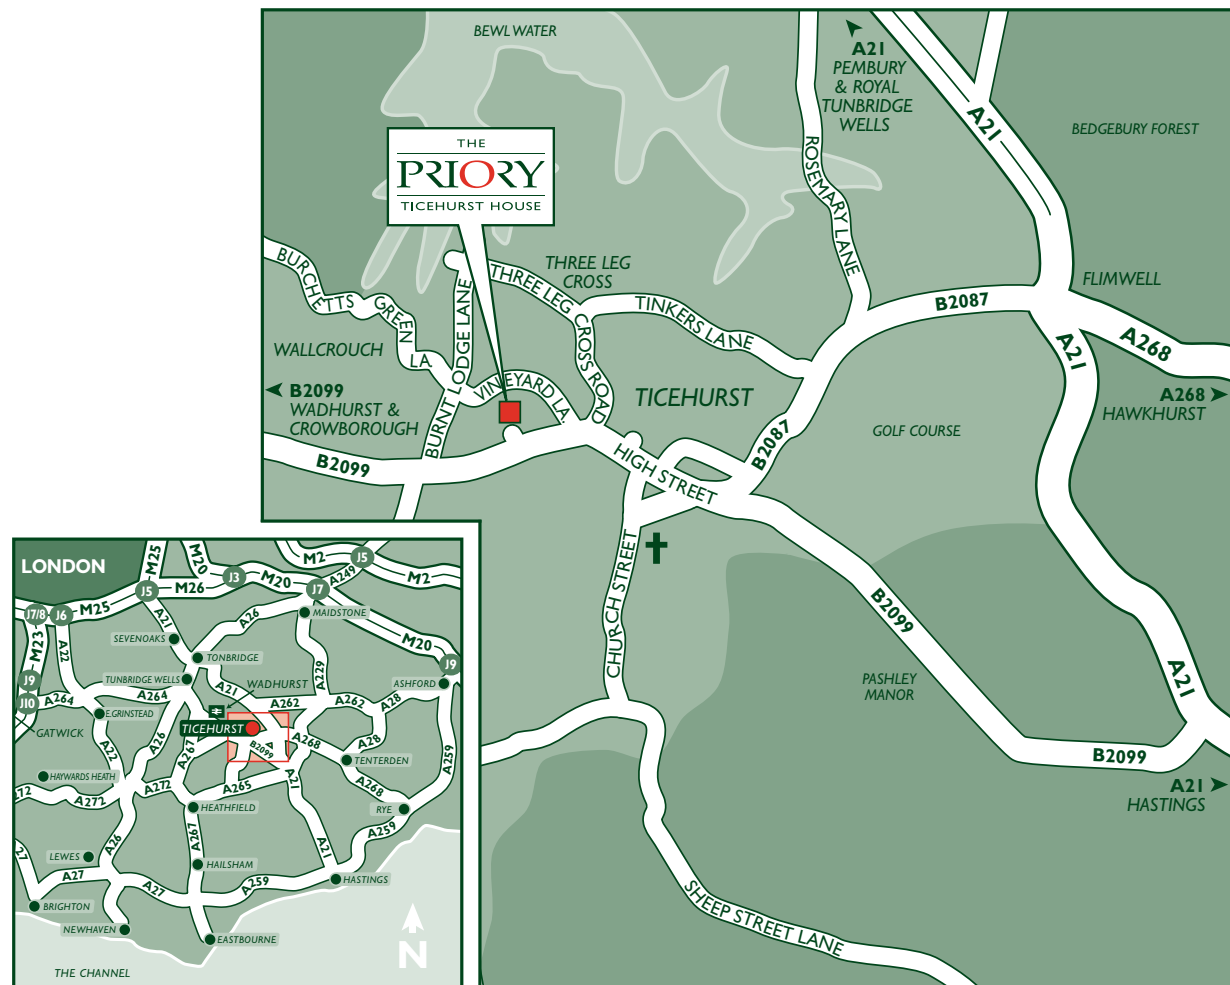 BEWL WATER
A21
PEMBURY
& ROYAL
TUNBRIDGE
WELLS
A21
BEDGEBURY FOREST
THE
PRIORY
TICEHURST HOUSE
ROSEMARY LANE
BURCHETTS GREEN LA.
THREE LEG
CROSS
THREE LEG CROSS ROAD
TINKERS LANE
B2087
FLIMWELL
A268
A21
WALLCROUCH
BURNT LODGE LANE
VINEYARD LA.
B2099
WADHURST &
CROWBOROUGH
TICEHURST
A268
HAWKHURST
GOLF COURSE
B2087
B2099
HIGH STREET
CHURCH STREET
B2099
PASHLEY
MANOR
A21
B2099
A21
HASTINGS
SHEEP STREET LANE
LONDON
M25
M20
M2
J5
M2
J5
M26
J3
M20
J7
A249
J7/8
J6
M25
A21
A26
MAIDSTONE
M23
A22
SEVENOAKS
TONBRIDGE
M20
J9
J9
TUNBRIDGE WELLS
A21
WADHURST
A229
ASHFORD
J10
A264
A264
A262
A262
A28
E.GRINSTEAD
GATWICK
TICEHURST
A22
A26
A267
B2099
A268
A28
A259
TENTERDEN
HAYWARDS HEATH
A272
A265
A21
A268
272
A272
HEATHFIELD
RYE
A26
A267
A21
A259
27
LEWES
HAILSHAM
A27
A27
A259
HASTINGS
BRIGHTON
NEWHAVEN
EASTBOURNE
N
THE CHANNEL